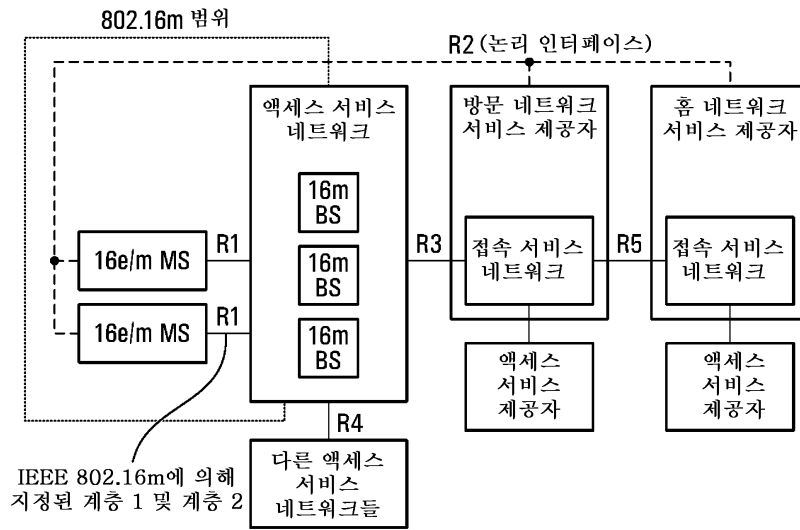 802.16m 범위
R2 (논리 인터페이스)
액세스 서비스
네트워크
방문 네트워크
서비스 제공자
홈 네트워크
서비스 제공자
16m
BS
16m
BS
16m
BS
16e/m MS
R1
16e/m MS
R1
R3
접속 서비스
네트워크
R5
접속 서비스
네트워크
액세스
서비스
제공자
액세스
서비스
제공자
R4
다른 액세스
서비스
네트워크들
IEEE 802.16m에 의해
지정된 계층 1 및 계층 2